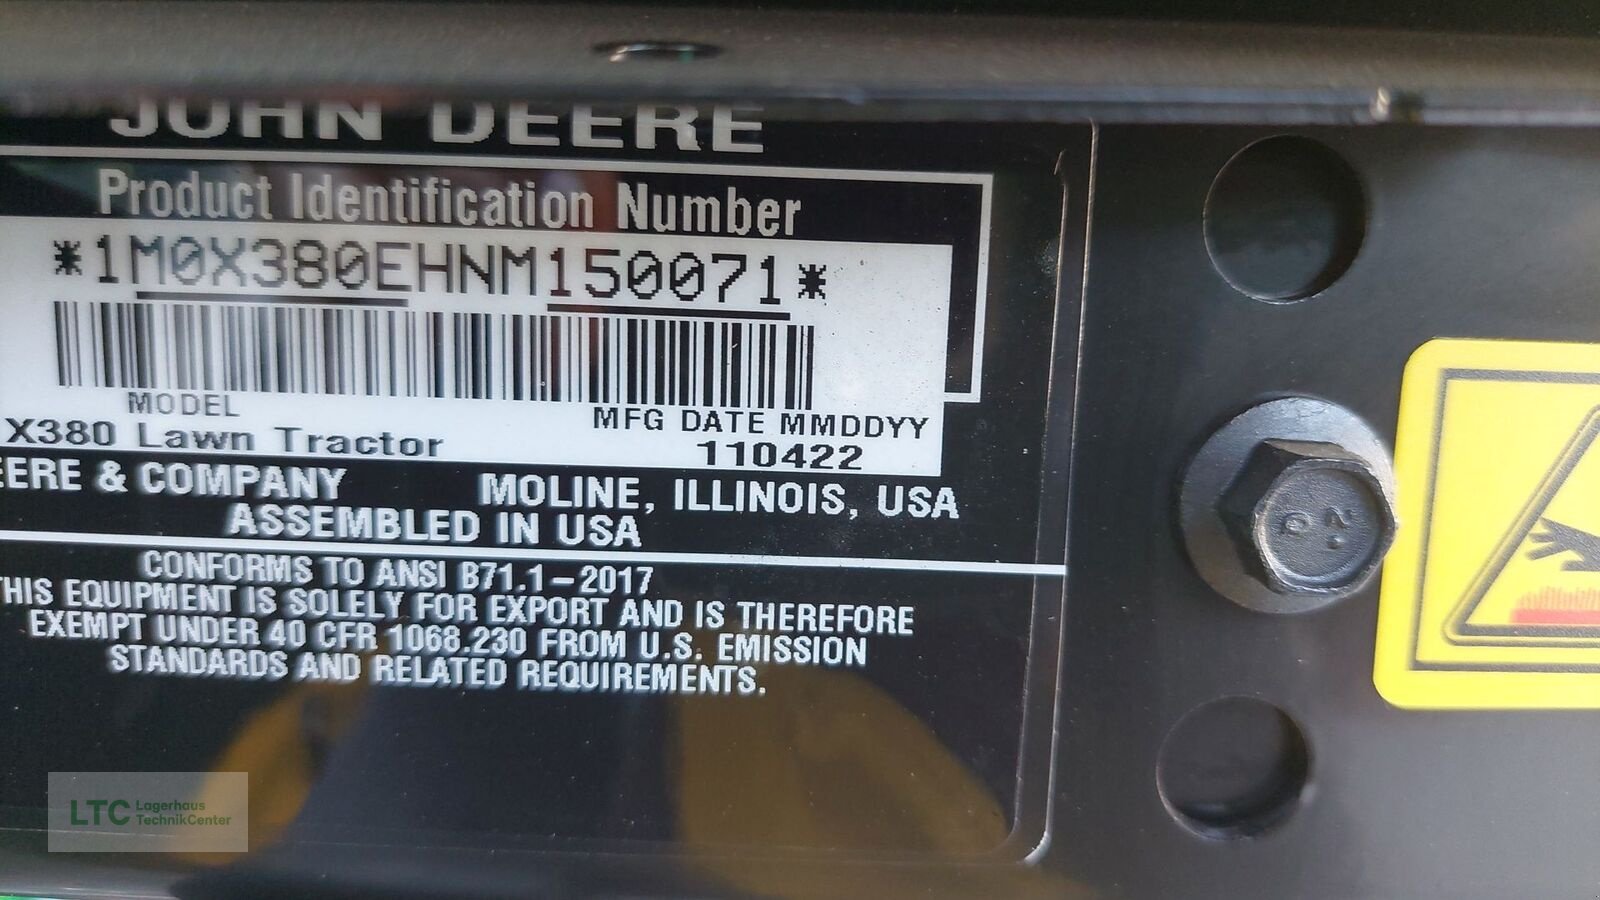 JOHN DEERE
Product Identification Number
*1M0X380EHNM150071*
MODEL
MFG DATE MMDDYY
X380 Lawn Tractor
110422
EERE & COMPANY MOLINE, ILLINOIS, USA
ASSEMBLED IN USA
CONFORMS TO ANSI B71.1-2017
THIS EQUIPMENT IS SOLELY FOR EXPORT AND IS THEREFORE
EXEMPT UNDER 40 CFR 1068.230 FROM U.S. EMISSION
STANDARDS AND RELATED REQUIREMENTS.
LTC Lagerhaus
TechnikCenter